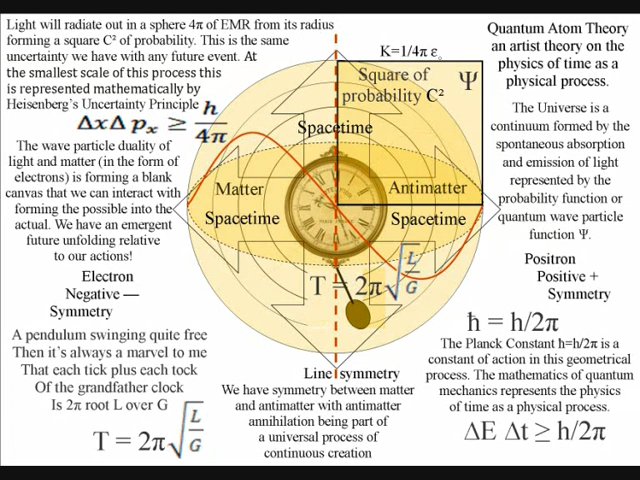 Light will radiate out in a sphere 4π of EMR from its radius
forming a square C² of probability. This is the same
uncertainty we have with any future event. At
the smallest scale of this process this
is represented mathematically by
Heisenberg's Uncertainty Principle
Δx Δ pₓ ≥ h/4π
The wave particle duality of
light and matter (in the form of
electrons) is forming a blank
canvas that we can interact with
forming the possible into the
actual. We have an emergent
future unfolding relative
to our actions!
Electron
Negative —
Symmetry
A pendulum swinging quite free
Then it's always a marvel to me
That each tick plus each tock
Of the grandfather clock
Is 2π root L over G
T = 2π√L/G
K=1/4π ε˳
Square of
probability C²
Ψ
Spacetime
Matter
Antimatter
Spacetime
Spacetime
T = 2π√L/G
Line symmetry
We have symmetry between matter
and antimatter with antimatter
annihilation being part of
a universal process of
continuous creation
Quantum Atom Theory
an artist theory on the
physics of time as a
physical process.
The Universe is a
continuum formed by the
spontaneous absorption
and emission of light
represented by the
probability function or
quantum wave particle
function Ψ.
Positron
Positive +
Symmetry
ħ = h/2π
The Planck Constant ħ=h/2π is a
constant of action in this geometrical
process. The mathematics of quantum
mechanics represents the physics
of time as a physical process.
ΔE Δt ≥ h/2π